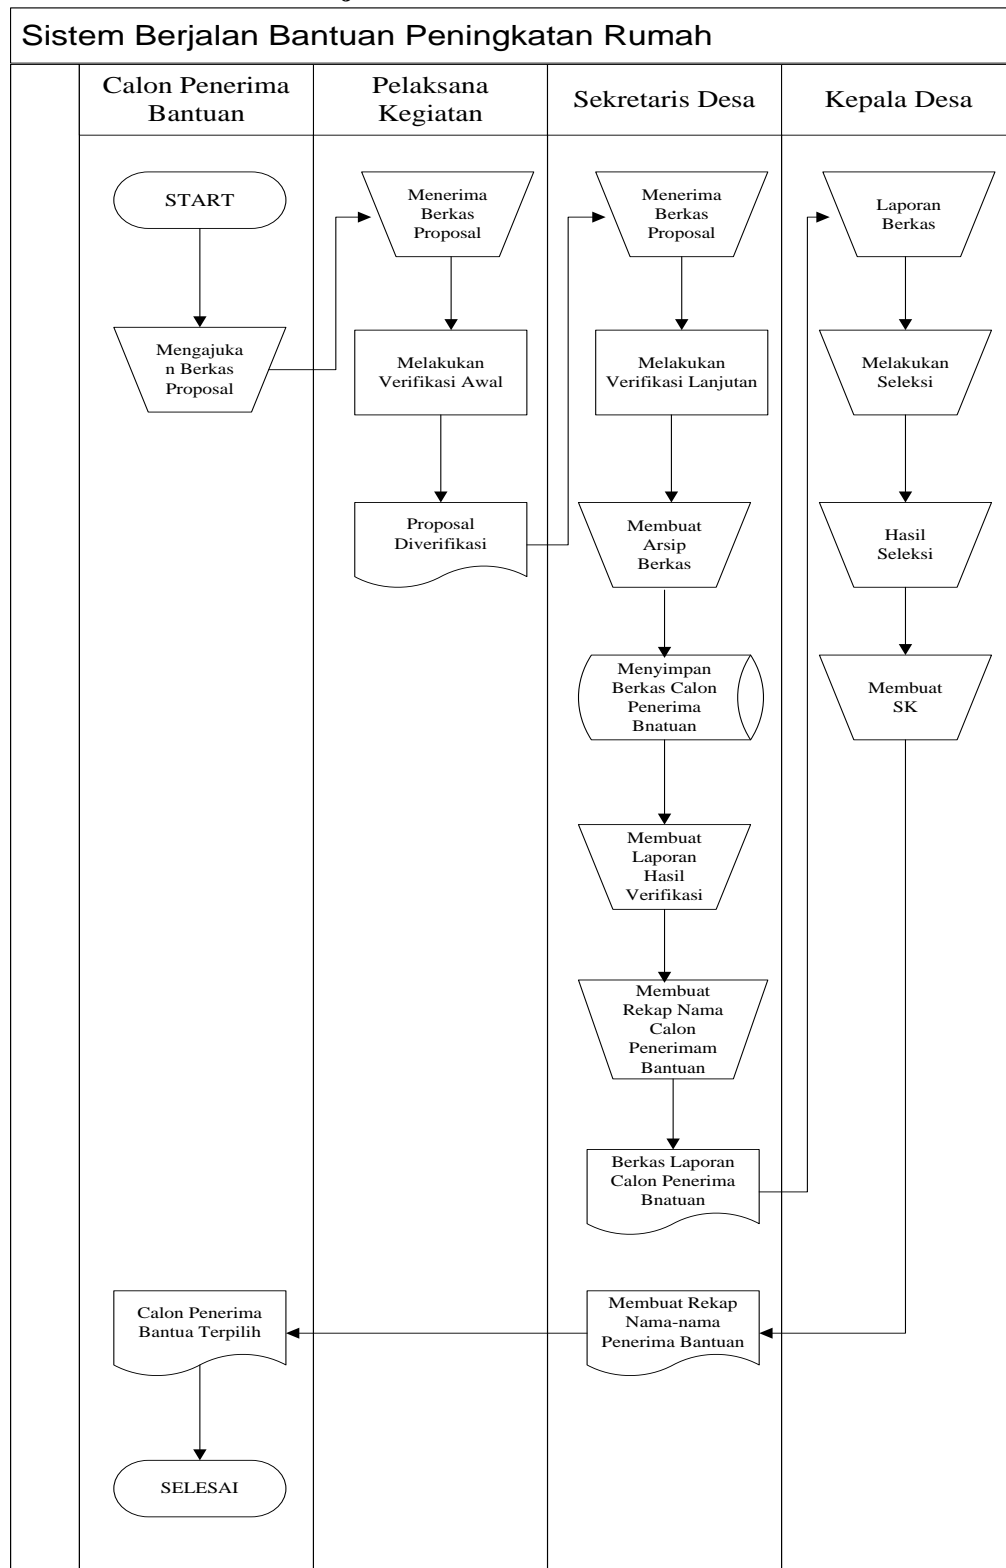 Sistem Berjalan Bantuan Peningkatan Rumah
Calon Penerima
Bantuan
Pelaksana
Kegiatan
Sekretaris Desa
Kepala Desa
START
Mengajuka
n Berkas
Proposal
Menerima
Berkas
Proposal
Melakukan
Verifikasi Awal
Proposal
Diverifikasi
Menerima
Berkas
Proposal
Melakukan
Verifikasi Lanjutan
Membuat
Arsip
Berkas
Menyimpan
Berkas Calon
Penerima
Bnatuan
Membuat
Laporan
Hasil
Verifikasi
Membuat
Rekap Nama
Calon
Penerimam
Bantuan
Berkas Laporan
Calon Penerima
Bnatuan
Laporan
Berkas
Melakukan
Seleksi
Hasil
Seleksi
Membuat
SK
Membuat Rekap
Nama-nama
Penerima Bantuan
Calon Penerima
Bantua Terpilih
SELESAI